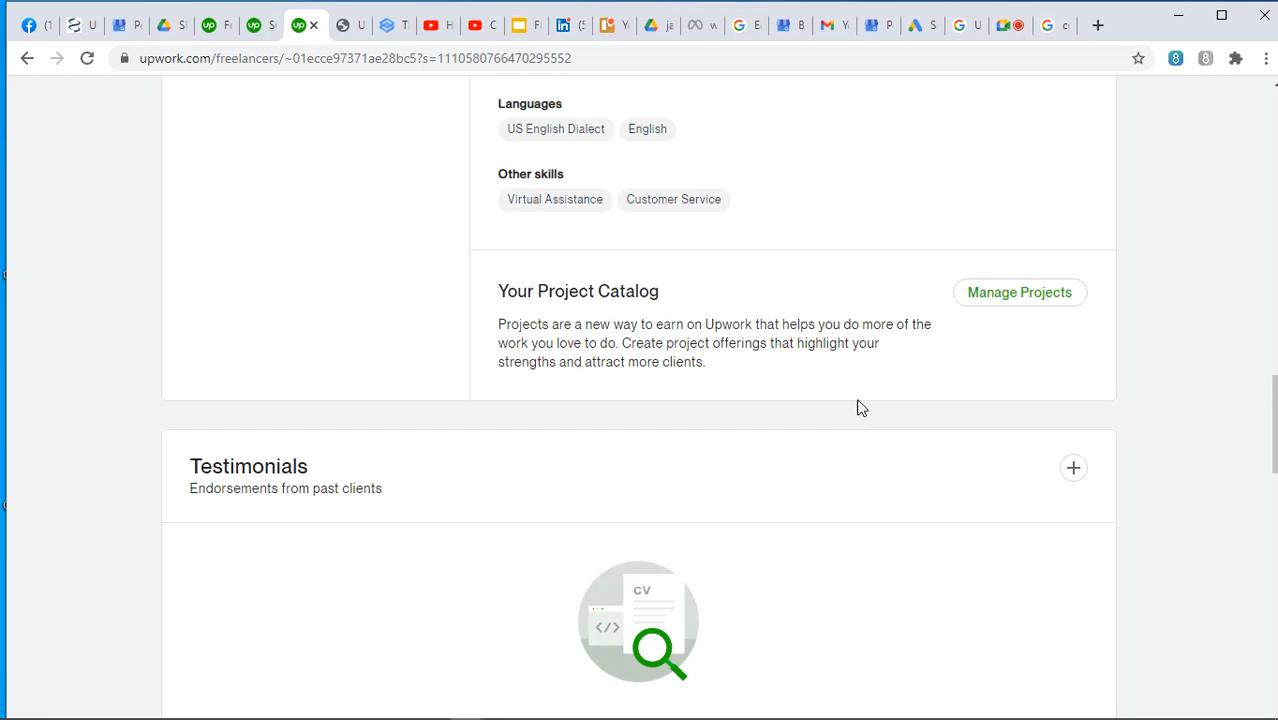 upwork.com/freelancers/~01ecce97371ae28bc5?s=1110580766470295552
Languages
US English Dialect English
Other skills
Virtual Assistance Customer Service
Your Project Catalog
Manage Projects
Projects are a new way to earn on Upwork that helps you do more of the
work you love to do. Create project offerings that highlight your
strengths and attract more clients.
Testimonials
Endorsements from past clients
CV
</>